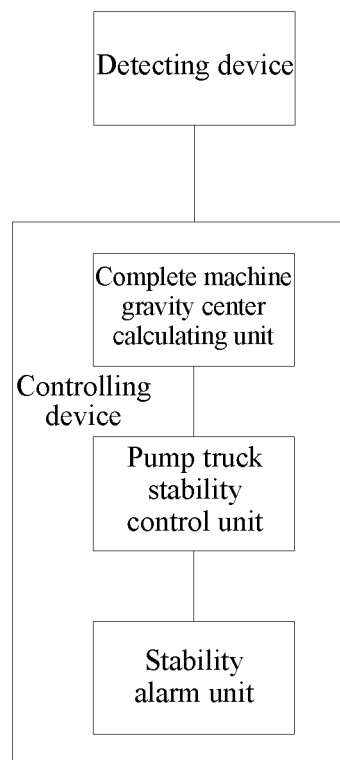 Detecting device
Complete machine
gravity center
calculating unit
Controlling
device
Pump truck
stability
control unit
Stability
alarm unit